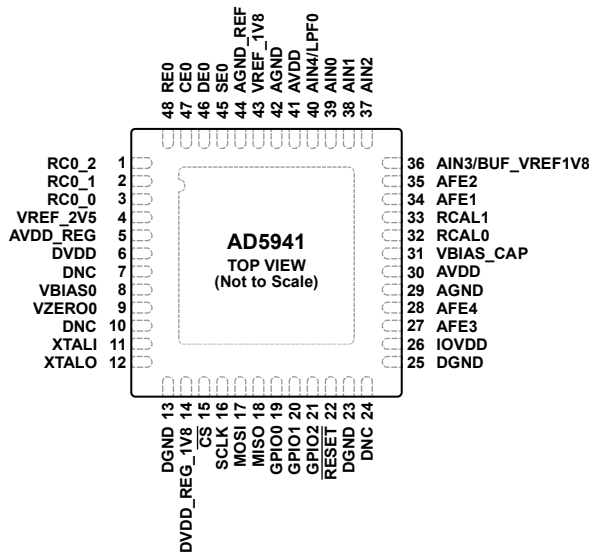 48 RE0
47 CE0
46 DE0
45 SE0
44 AGND_REF
43 VREF_1V8
42 AGND
41 AVDD
40 AIN4/LPF0
39 AIN0
38 AIN1
37 AIN2
RC0_2 1
RC0_1 2
RC0_0 3
VREF_2V5 4
AVDD_REG 5
DVDD 6
DNC 7
VBIAS0 8
VZERO0 9
DNC 10
XTALI 11
XTALO 12
AD5941
TOP VIEW
(Not to Scale)
36 AIN3/BUF_VREF1V8
35 AFE2
34 AFE1
33 RCAL1
32 RCAL0
31 VBIAS_CAP
30 AVDD
29 AGND
28 AFE4
27 AFE3
26 IOVDD
25 DGND
DGND 13
DVDD_REG_1V8 14
CS 15
SCLK 16
MOSI 17
MISO 18
GPIO0 19
GPIO1 20
GPIO2 21
RESET 22
DGND 23
DNC 24